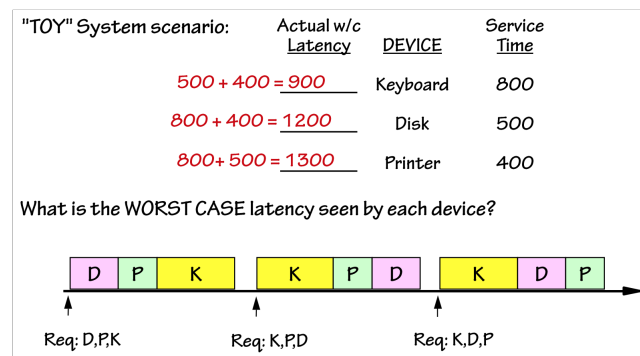 "TOY" System scenario:
Actual w/c Latency
DEVICE
Service Time
500 + 400 = 900 Keyboard 800
800 + 400 = 1200 Disk 500
800+ 500 = 1300 Printer 400
What is the WORST CASE latency seen by each device?
D P K K P D K D P
Req: D,P,K Req: K,P,D Req: K,D,P